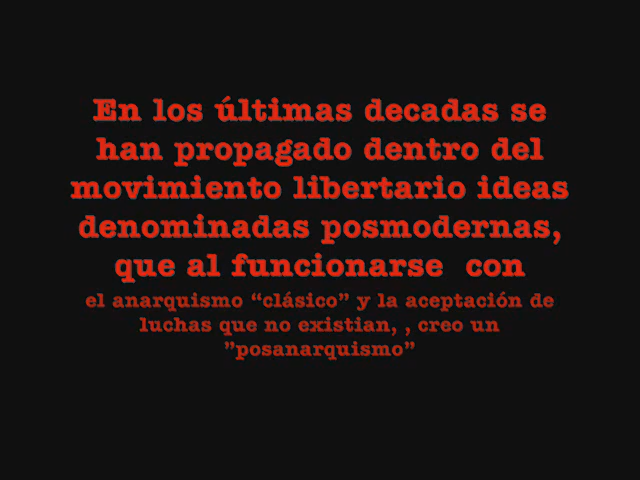 En los últimas decadas se
han propagado dentro del
movimiento libertario ideas
denominadas posmodernas,
que al funcionarse con
el anarquismo “clásico” y la aceptación de
luchas que no existian, , creo un
”posanarquismo”